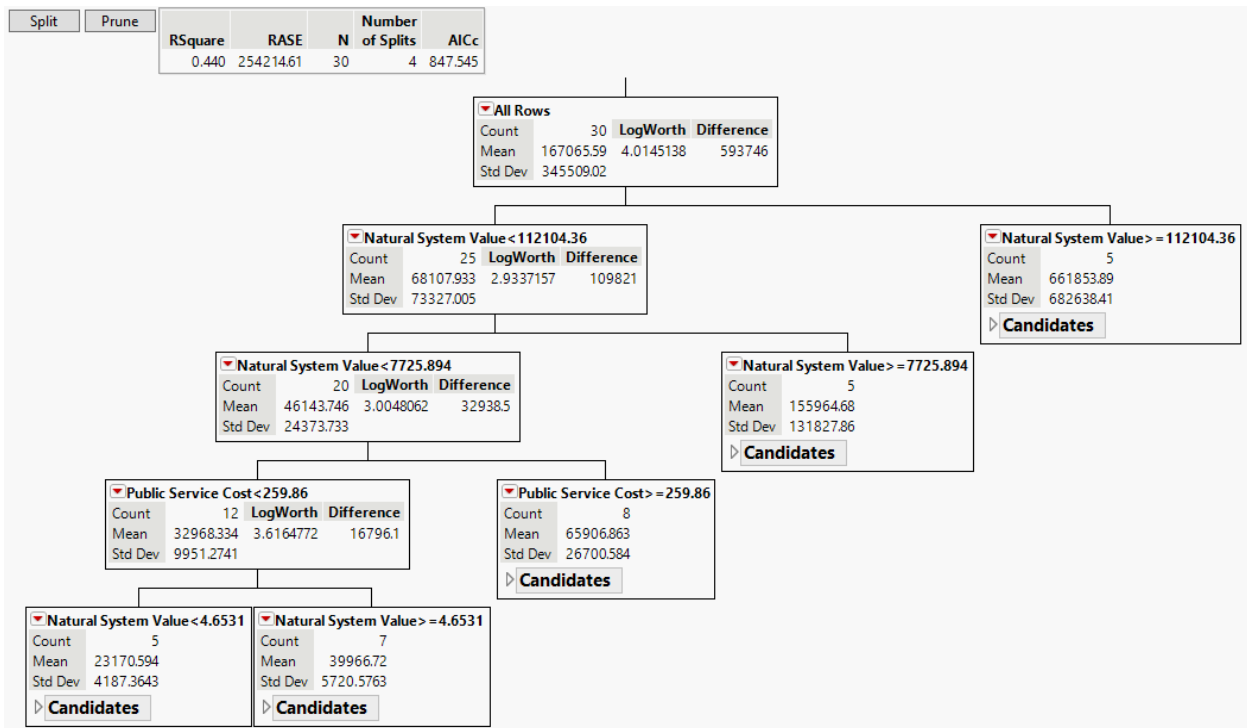 Split Prune
Number
RSquare RASE N of Splits AICc
0.440 254214.61 30 4 847.545
All Rows
Count 30 LogWorth Difference
Mean 167065.59 4.0145138 593746
Std Dev 345509.02
Natural System Value<112104.36
Count 25 LogWorth Difference
Mean 68107.933 2.9337157 109821
Std Dev 73327.005
Natural System Value>=112104.36
Count 5
Mean 661853.89
Std Dev 682638.41
Candidates
Natural System Value<7725.894
Count 20 LogWorth Difference
Mean 46143.746 3.0048062 32938.5
Std Dev 24373.733
Natural System Value>=7725.894
Count 5
Mean 155964.68
Std Dev 131827.86
Candidates
Public Service Cost<259.86
Count 12 LogWorth Difference
Mean 32968.334 3.6164772 16796.1
Std Dev 9951.2741
Public Service Cost>=259.86
Count 8
Mean 65906.863
Std Dev 26700.584
Candidates
Natural System Value<4.6531
Count 5
Mean 23170.594
Std Dev 4187.3643
Candidates
Natural System Value>=4.6531
Count 7
Mean 39966.72
Std Dev 5720.5763
Candidates